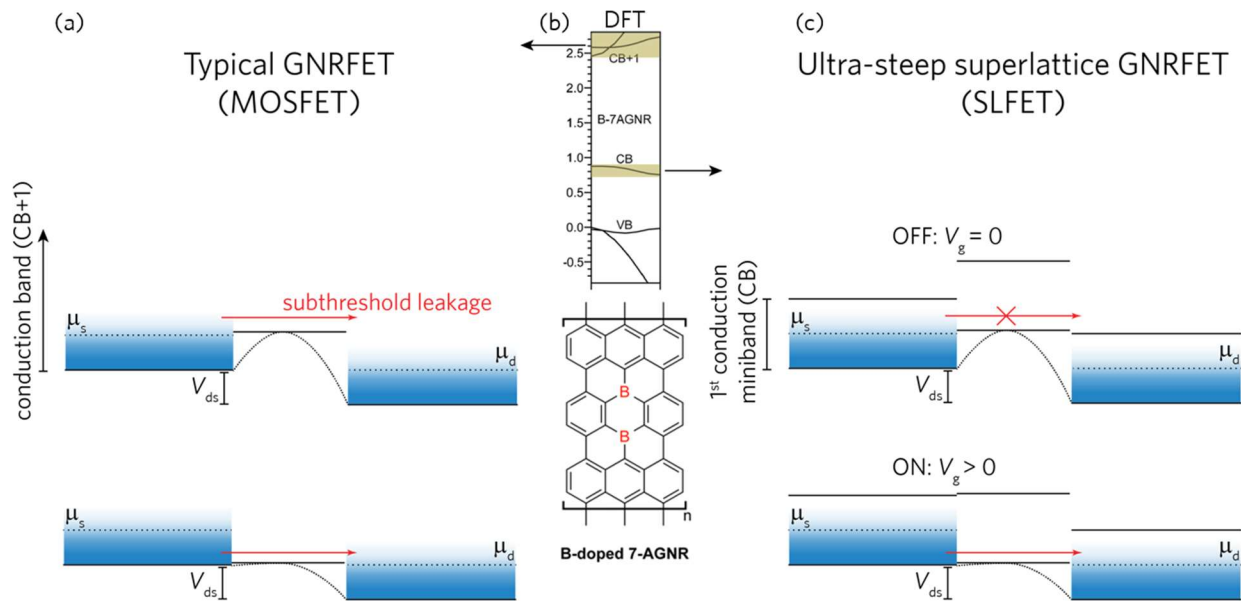 (a)
Typical GNRFET
(MOSFET)
conduction band (CB+1)
μs
subthreshold leakage
μd
Vds
μs
μd
Vds
(b)
DFT
2.5
CB+1
2.0
1.5
B-7AGNR
1.0
CB
0.5
VB
0.0
-0.5
B
B
n
B-doped 7-AGNR
(c)
Ultra-steep superlattice GNRFET
(SLFET)
1st conduction
miniband (CB)
OFF: Vg = 0
μs
μd
Vds
ON: Vg > 0
μs
μd
Vds